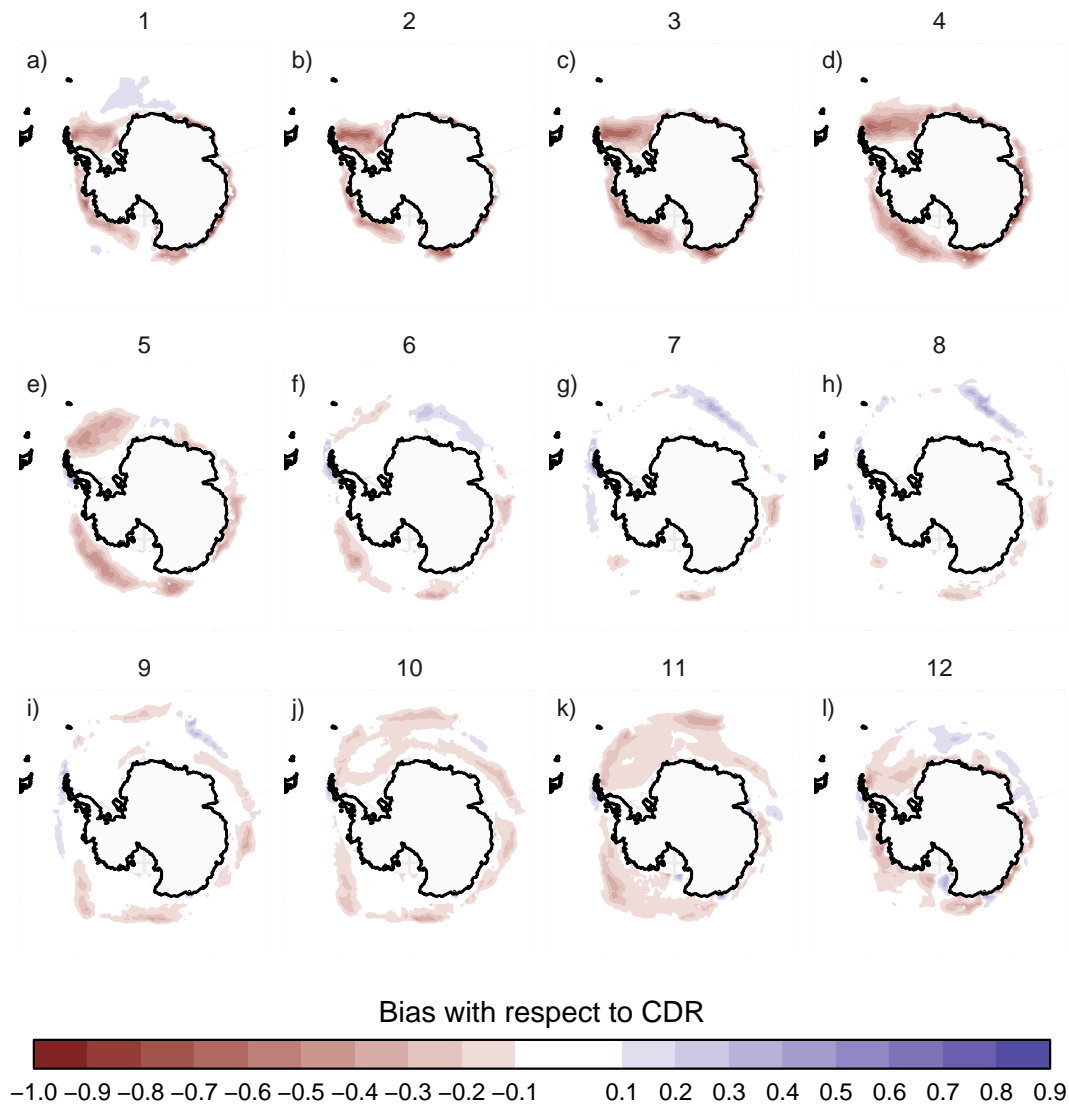 1 2 3 4
a) b) c) d)
5 6 7 8
e) f) g) h)
9 10 11 12
i) j) k) l)
Bias with respect to CDR
−1.0 −0.9 −0.8 −0.7 −0.6 −0.5 −0.4 −0.3 −0.2 −0.1 0.1 0.2 0.3 0.4 0.5 0.6 0.7 0.8 0.9